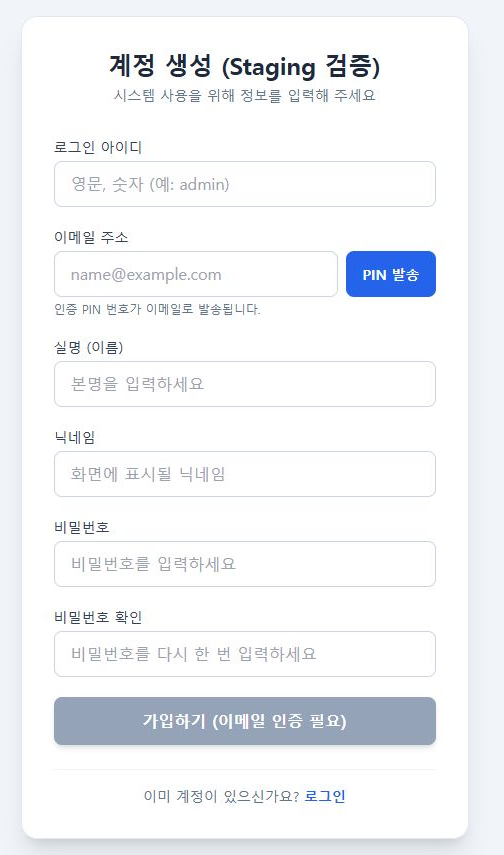 계정 생성 (Staging 검증)
시스템 사용을 위해 정보를 입력해 주세요
로그인 아이디
영문, 숫자 (예: admin)
이메일 주소
name@example.com
PIN 발송
인증 PIN 번호가 이메일로 발송됩니다.
실명 (이름)
본명을 입력하세요
닉네임
화면에 표시될 닉네임
비밀번호
비밀번호를 입력하세요
비밀번호 확인
비밀번호를 다시 한 번 입력하세요
가입하기 (이메일 인증 필요)
이미 계정이 있으신가요? 로그인